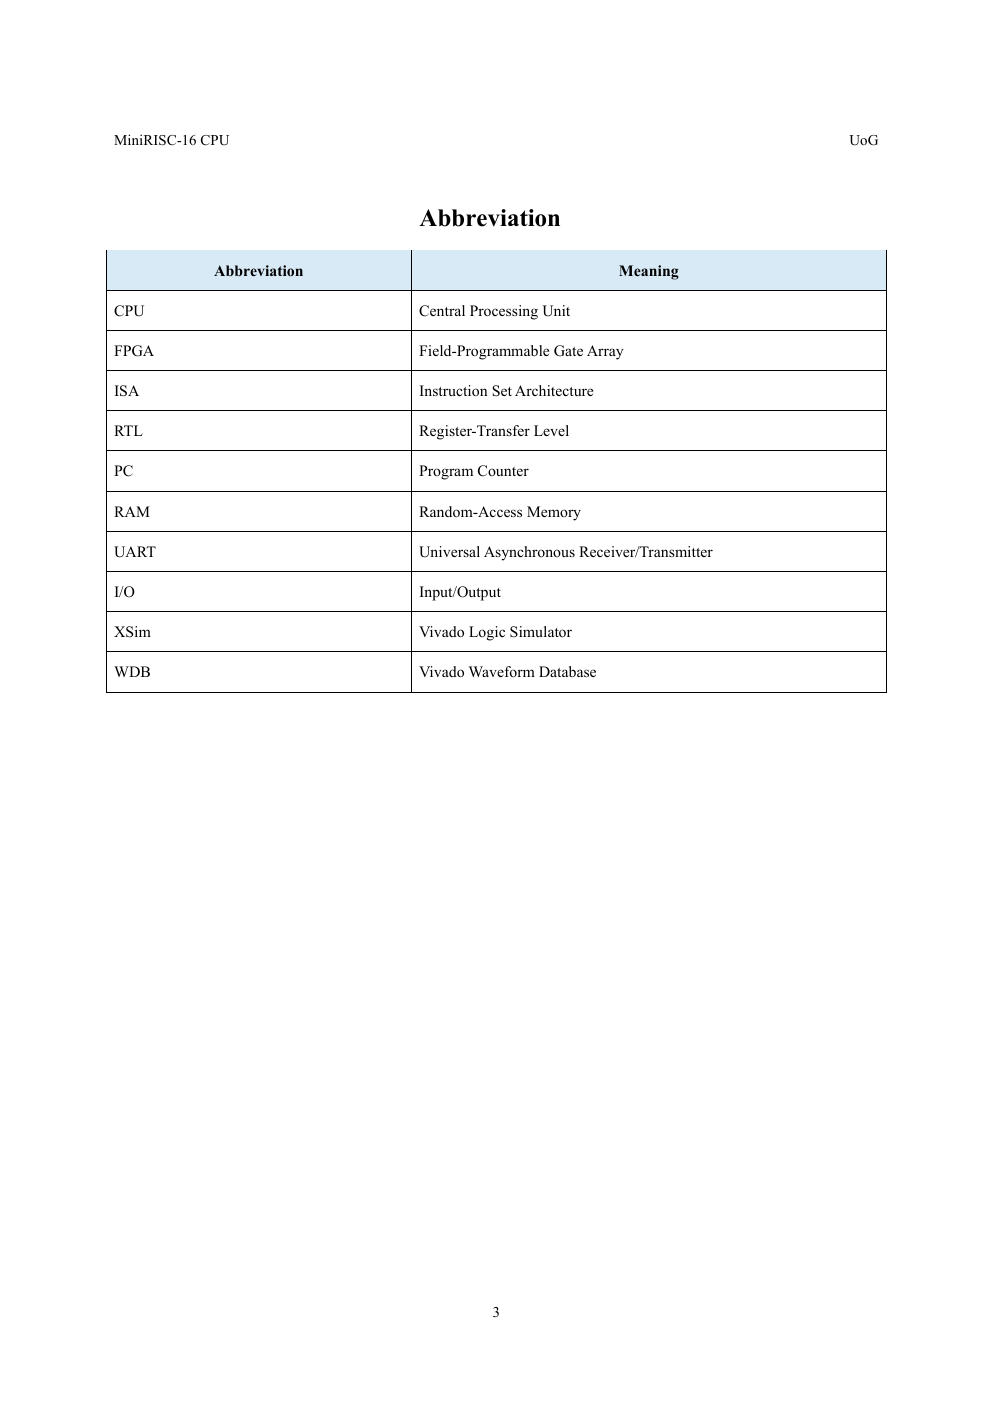 MiniRISC-16 CPU UoG
Abbreviation
Abbreviation Meaning
CPU Central Processing Unit
FPGA Field-Programmable Gate Array
ISA Instruction Set Architecture
RTL Register-Transfer Level
PC Program Counter
RAM Random-Access Memory
UART Universal Asynchronous Receiver/Transmitter
I/O Input/Output
XSim Vivado Logic Simulator
WDB Vivado Waveform Database
3